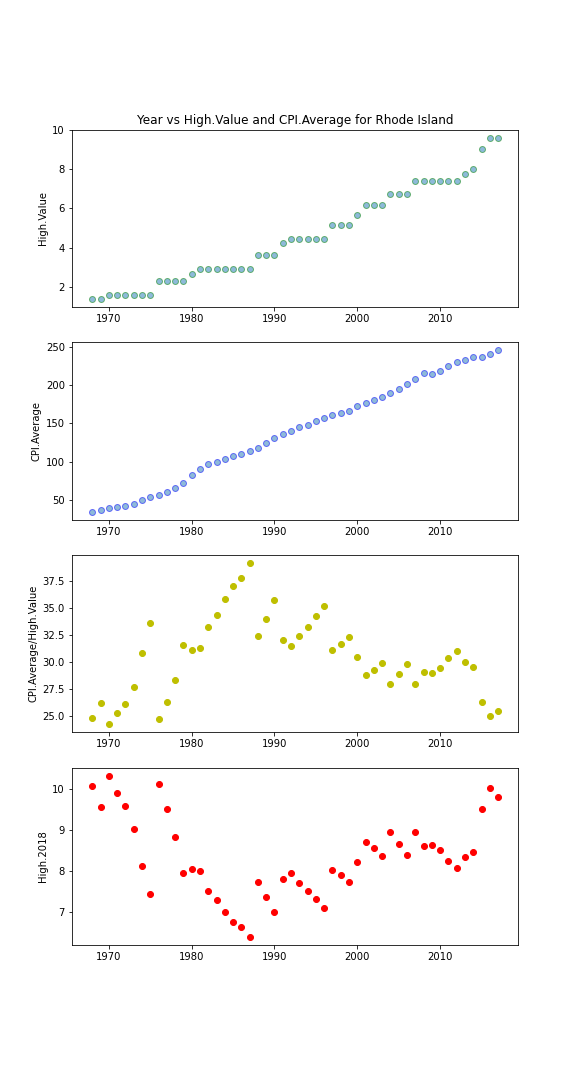 Year vs High.Value and CPI.Average for Rhode Island
10
8
6
4
2
High.Value
1970 1980 1990 2000 2010
250
200
150
100
50
CPI.Average
1970 1980 1990 2000 2010
37.5
35.0
32.5
30.0
27.5
25.0
CPI.Average/High.Value
1970 1980 1990 2000 2010
10
9
8
7
High.2018
1970 1980 1990 2000 2010